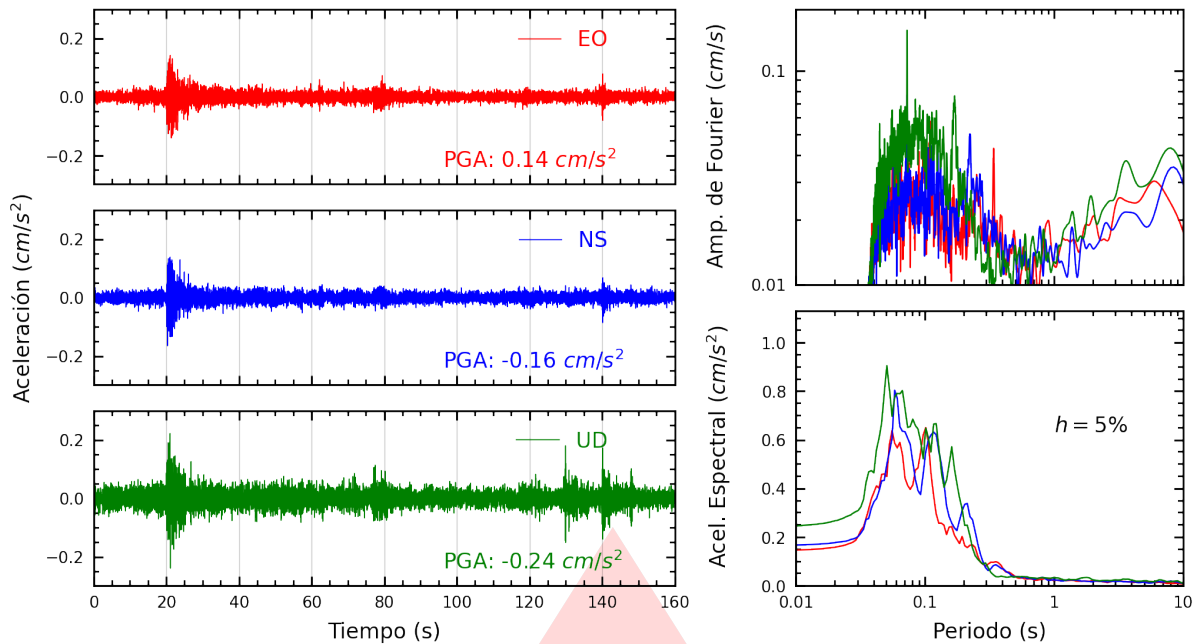 Aceleración (cm/s²)
0.2
0.0
−0.2
EO
PGA: 0.14 cm/s²
0.2
0.0
−0.2
NS
PGA: -0.16 cm/s²
0.2
0.0
−0.2
UD
PGA: -0.24 cm/s²
0 20 40 60 80 100 120 140 160
Tiempo (s)
Amp. de Fourier (cm/s)
0.1
0.01
Acel. Espectral (cm/s²)
1.0
0.8
0.6
0.4
0.2
0.0
h = 5%
0.01 0.1 1 10
Periodo (s)